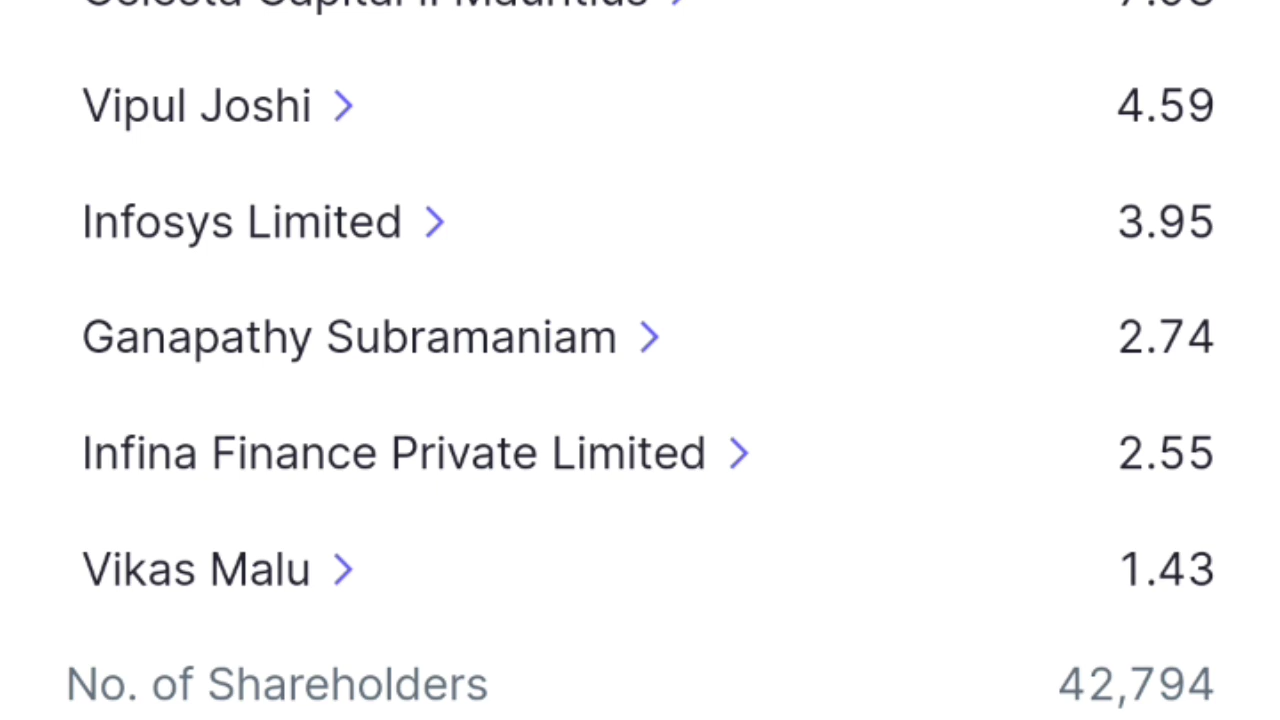 Vipul Joshi 4.59
Infosys Limited 3.95
Ganapathy Subramaniam 2.74
Infina Finance Private Limited 2.55
Vikas Malu 1.43
No. of Shareholders 42,794